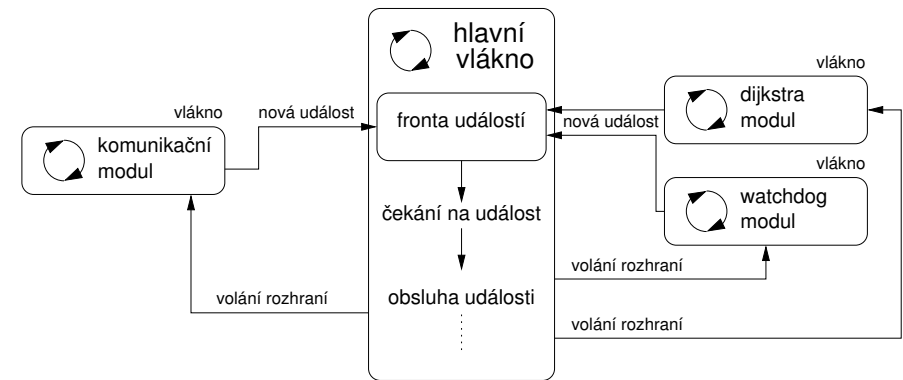 hlavní
vlákno
vlákno
dijkstra
modul
fronta událostí
nová událost
nová událost
vlákno
komunikační
modul
vlákno
watchdog
modul
čekání na událost
volání rozhraní
obsluha události
volání rozhraní
volání rozhraní